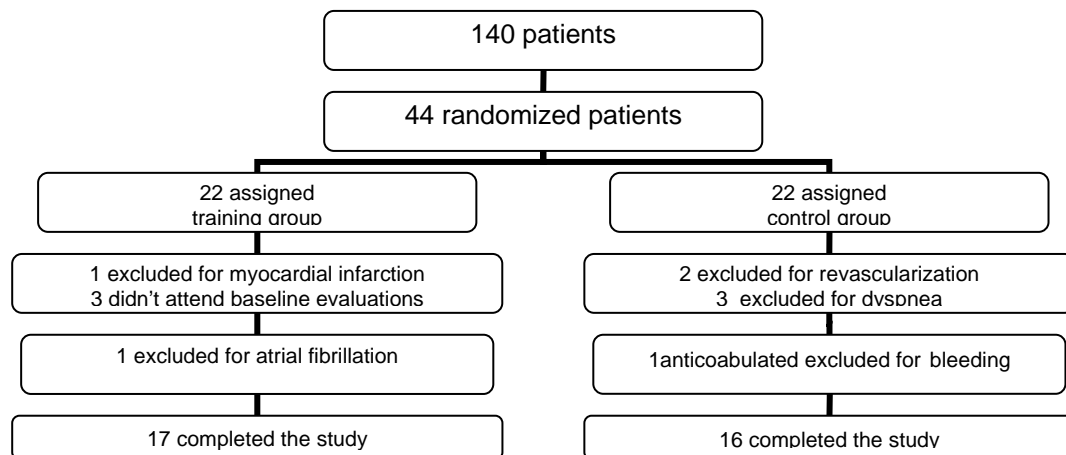 140 patients
44 randomized patients
22 assigned
training group
22 assigned
control group
1 excluded for myocardial infarction
3 didn't attend baseline evaluations
2 excluded for revascularization
3 excluded for dyspnea
1 excluded for atrial fibrillation
1anticoabulated excluded for bleeding
17 completed the study
16 completed the study